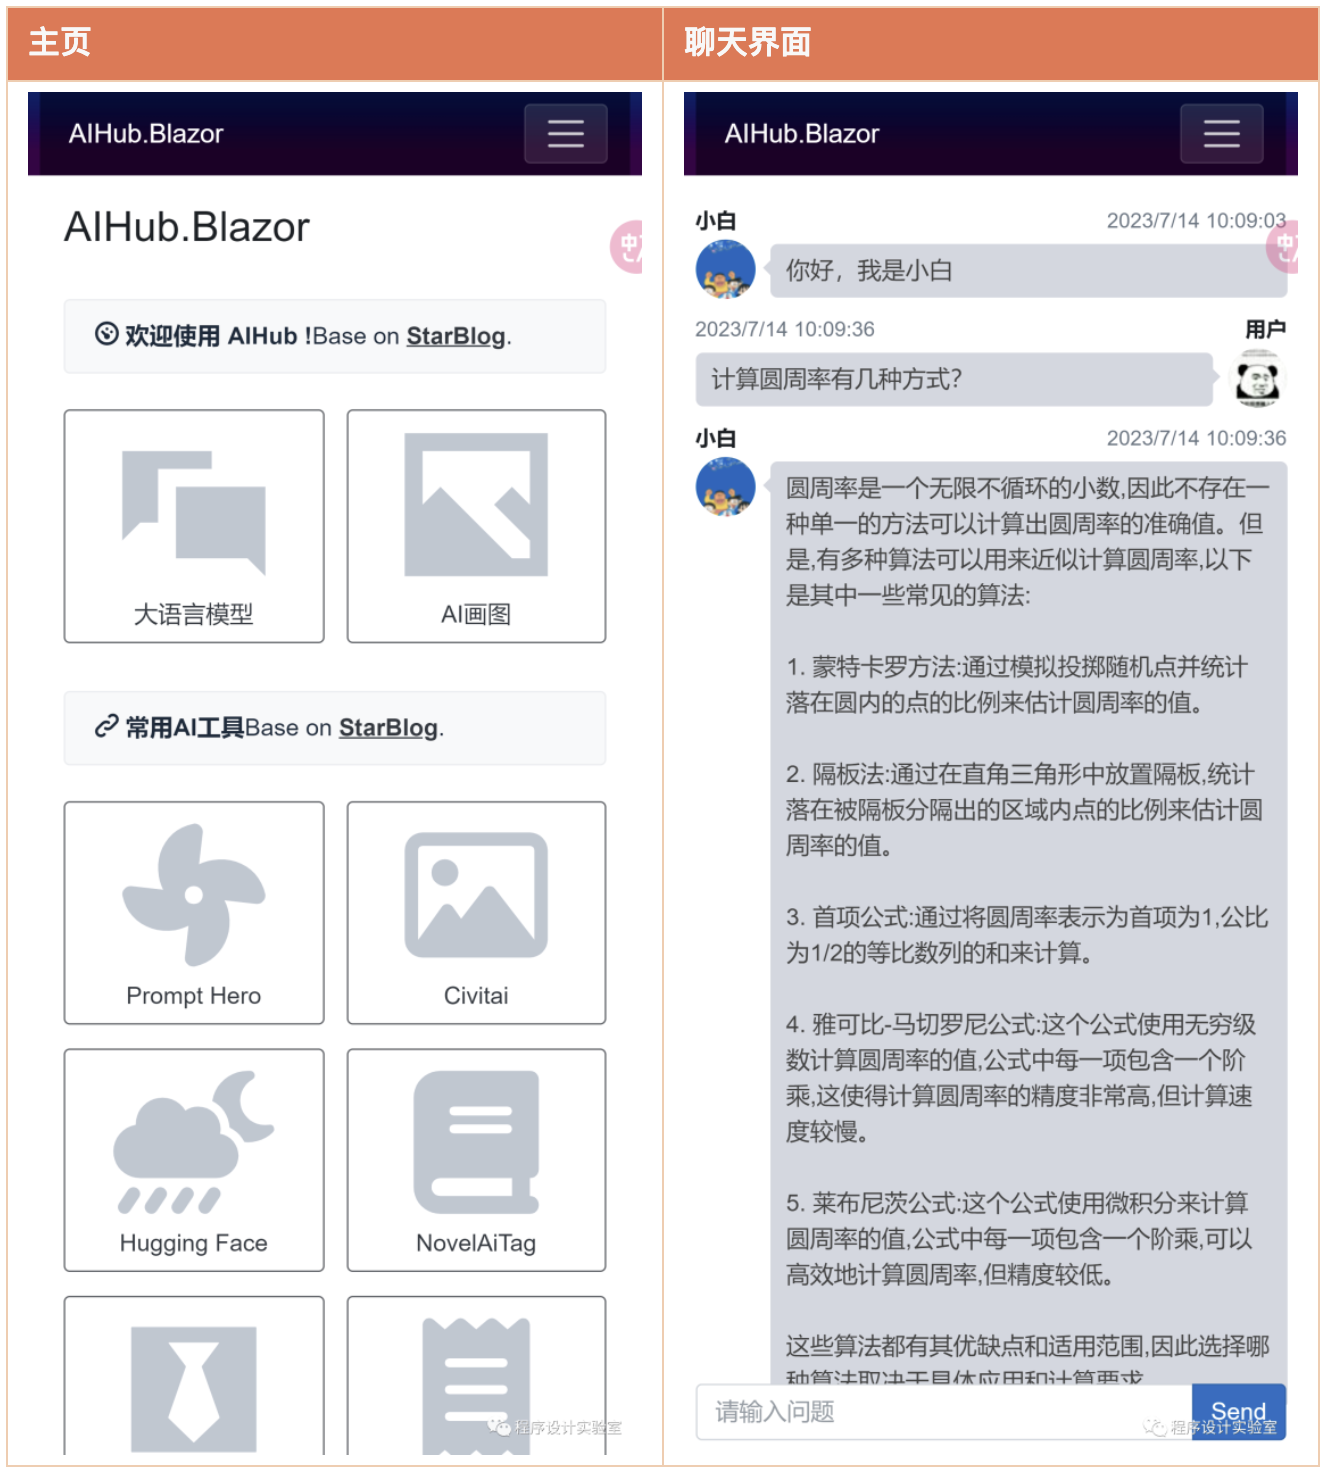 主页
聊天界面
AIHub.Blazor
AIHub.Blazor
欢迎使用 AIHub !Base on StarBlog.
大语言模型
AI画图
常用AI工具Base on StarBlog.
Prompt Hero
Civitai
Hugging Face
NovelAiTag
程序设计实验室
AIHub.Blazor
小白
2023/7/14 10:09:03
你好，我是小白
2023/7/14 10:09:36
用户
计算圆周率有几种方式?
小白
2023/7/14 10:09:36
圆周率是一个无限不循环的小数,因此不存在一
种单一的方法可以计算出圆周率的准确值。但
是,有多种算法可以用来近似计算圆周率,以下
是其中一些常见的算法:
1. 蒙特卡罗方法:通过模拟投掷随机点并统计
落在圆内的点的比例来估计圆周率的值。
2. 隔板法:通过在直角三角形中放置隔板,统计
落在被隔板分隔出的区域内点的比例来估计圆
周率的值。
3. 首项公式:通过将圆周率表示为首项为1,公比
为1/2的等比数列的和来计算。
4. 雅可比-马切罗尼公式:这个公式使用无穷级
数计算圆周率的值,公式中每一项包含一个阶
乘,这使得计算圆周率的精度非常高,但计算速
度较慢。
5. 莱布尼茨公式:这个公式使用微积分来计算
圆周率的值,公式中每一项包含一个阶乘,可以
高效地计算圆周率,但精度较低。
这些算法都有其优缺点和适用范围,因此选择哪
种算法取决于具体应用和计算要求
请输入问题
Send
程序设计实验室